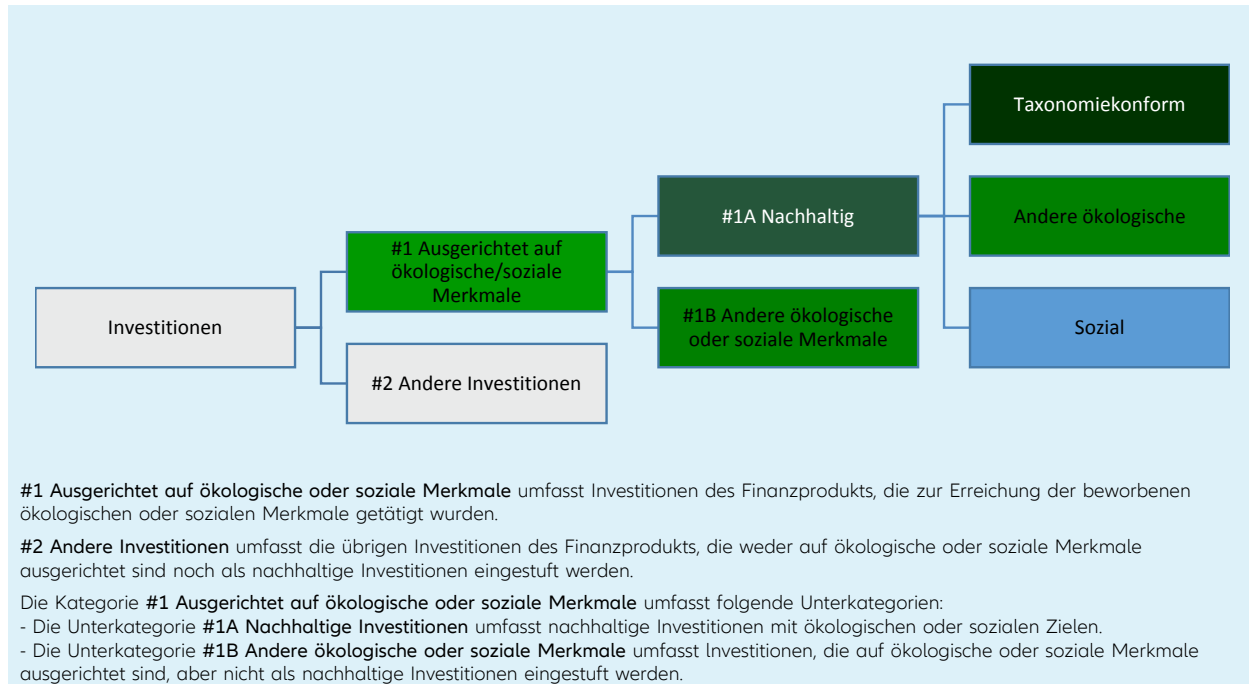 Taxonomiekonform
#1A Nachhaltig
Andere ökologische
#1 Ausgerichtet auf
ökologische/soziale
Merkmale
Investitionen
#1B Andere ökologische
oder soziale Merkmale
Sozial
#2 Andere Investitionen
#1 Ausgerichtet auf ökologische oder soziale Merkmale umfasst Investitionen des Finanzprodukts, die zur Erreichung der beworbenen
ökologischen oder sozialen Merkmale getätigt wurden.
#2 Andere Investitionen umfasst die übrigen Investitionen des Finanzprodukts, die weder auf ökologische oder soziale Merkmale
ausgerichtet sind noch als nachhaltige Investitionen eingestuft werden.
Die Kategorie #1 Ausgerichtet auf ökologische oder soziale Merkmale umfasst folgende Unterkategorien:
- Die Unterkategorie #1A Nachhaltige Investitionen umfasst nachhaltige Investitionen mit ökologischen oder sozialen Zielen.
- Die Unterkategorie #1B Andere ökologische oder soziale Merkmale umfasst Investitionen, die auf ökologische oder soziale Merkmale
ausgerichtet sind, aber nicht als nachhaltige Investitionen eingestuft werden.